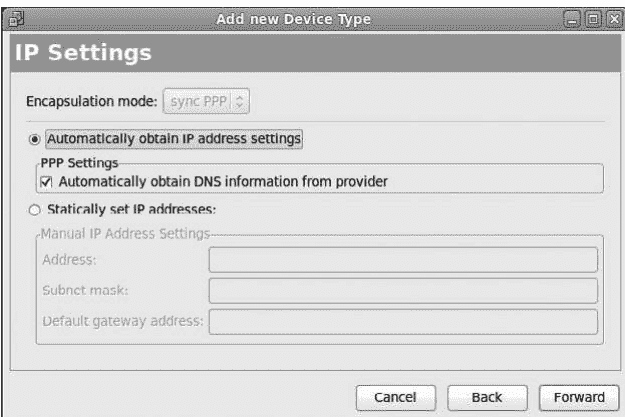 Add new Device Type
IP Settings
Encapsulation mode: sync PPP
Automatically obtain IP address settings
PPP Settings
Automatically obtain DNS information from provider
Statically set IP addresses:
Manual IP Address Settings
Address:
Subnet mask:
Default gateway address:
Cancel Back Forward